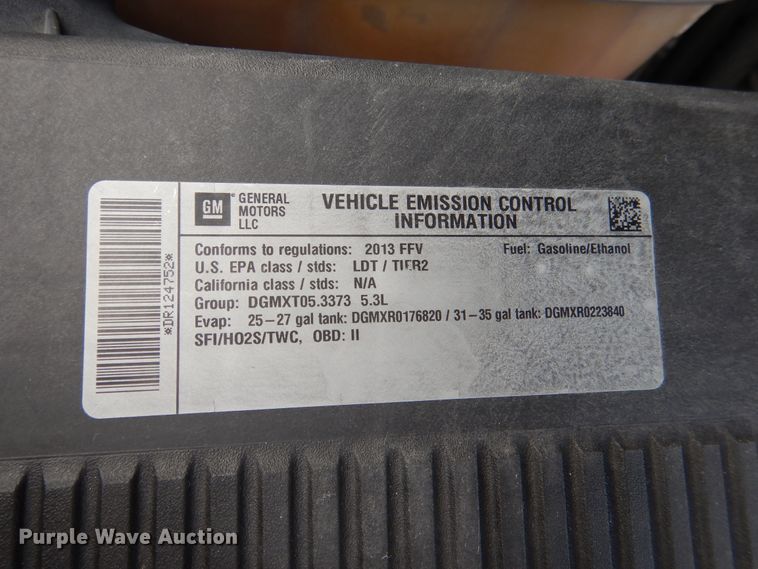 GM
GENERAL
MOTORS
LLC
VEHICLE EMISSION CONTROL
INFORMATION
Conforms to regulations: 2013 FFV Fuel: Gasoline/Ethanol
U.S. EPA class / stds: LDT / TIER2
California class / stds: N/A
Group: DGMXT05.3373 5.3L
Evap: 25-27 gal tank: DGMXR0176820 / 31-35 gal tank: DGMXR0223840
SFI/HO2S/TWC, OBD: II
*DR124752*
Purple Wave Auction